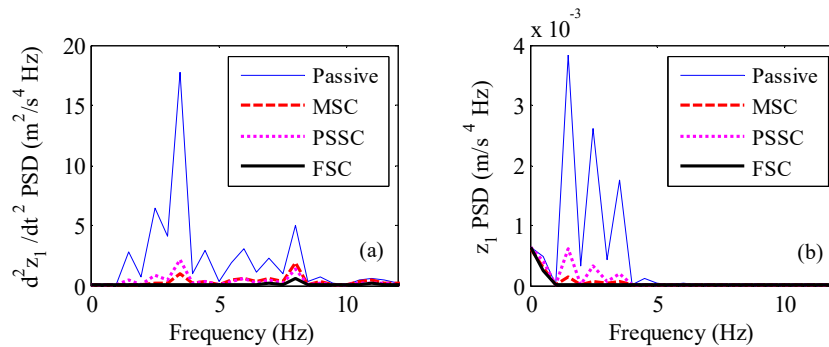 d²z₁ /dt² PSD (m²/s⁴ Hz)
20
15
10
5
0
Passive
MSC
PSSC
FSC
(a)
0 5 10
Frequency (Hz)
x 10⁻³
z₁ PSD (m/s⁴ Hz)
4
3
2
1
0
Passive
MSC
PSSC
FSC
(b)
0 5 10
Frequency (Hz)